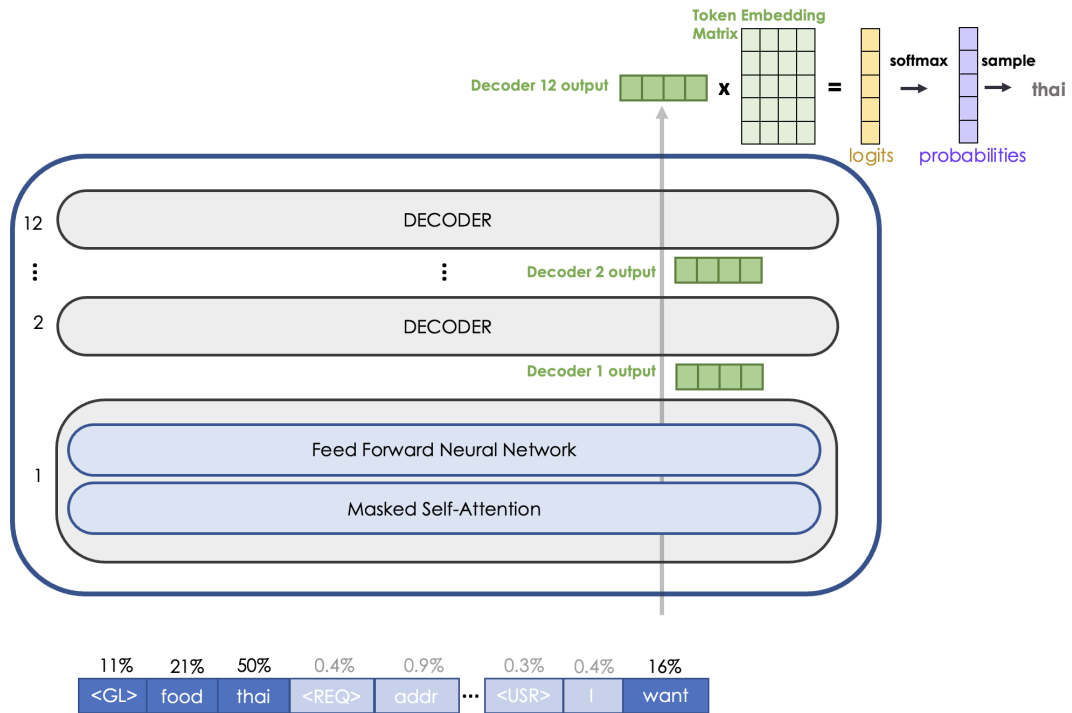 Token Embedding
Matrix
Decoder 12 output
x
=
softmax
sample
thai
logits
probabilities
12
DECODER
⋮
⋮
Decoder 2 output
2
DECODER
Decoder 1 output
1
Feed Forward Neural Network
Masked Self-Attention
11% 21% 50% 0.4% 0.9% 0.3% 0.4% 16%
<GL> food thai <REQ> addr ... <USR> I want